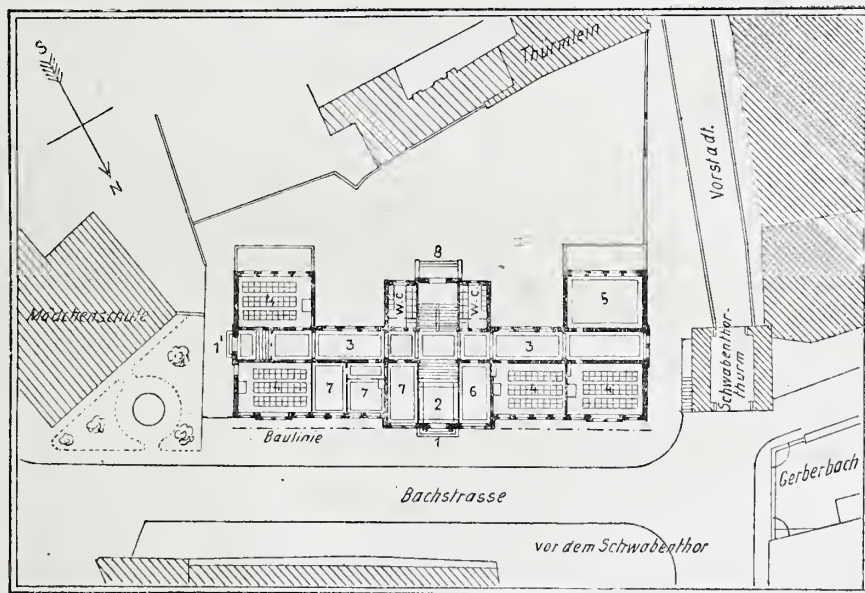 S
N
Thürmlein
Vorstadt.
Mädchenschule
8
W.C.
W.C.
4
5
1'
3
3
4
7
7
7
2
6
4
4
1
Schwabenthor-
thurm
Baulinie
Gerberbach
Bachstrasse
vor dem Schwabenthor